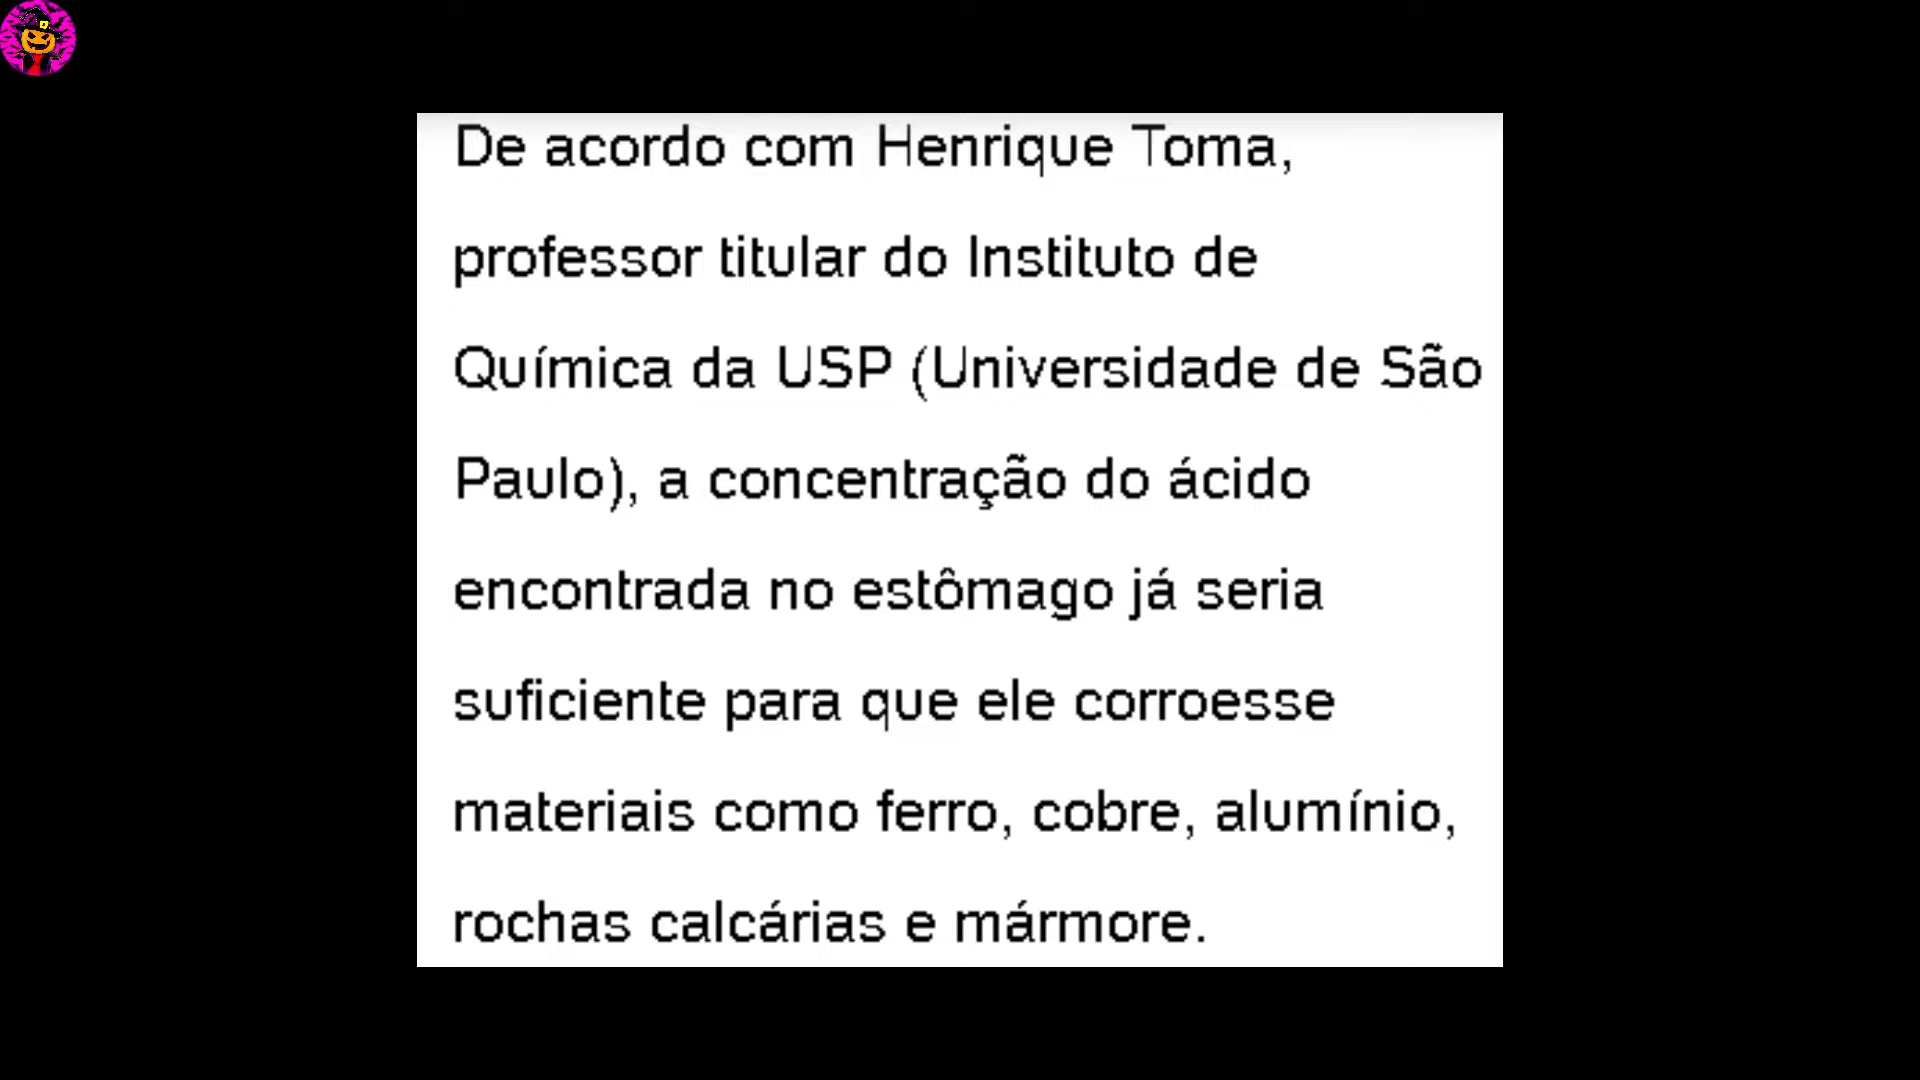 De acordo com Henrique Toma,
professor titular do Instituto de
Química da USP (Universidade de São
Paulo), a concentração do ácido
encontrada no estômago já seria
suficiente para que ele corroesse
materiais como ferro, cobre, alumínio,
rochas calcárias e mármore.